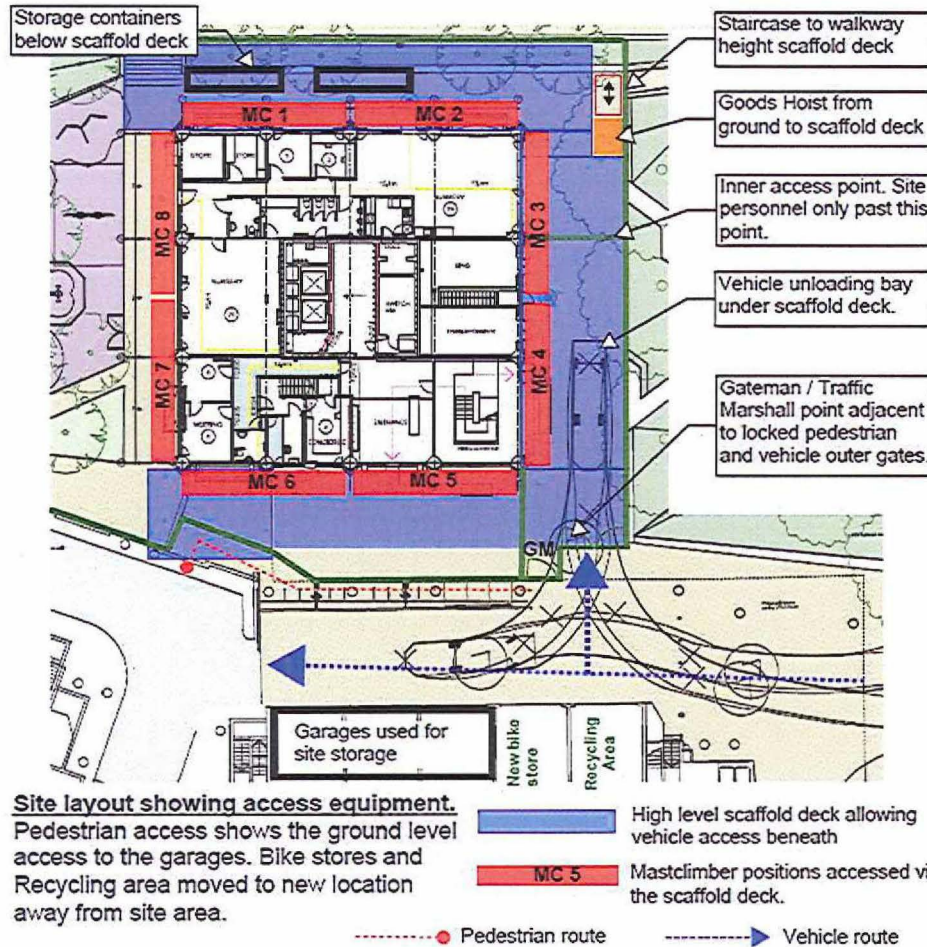 Storage containers
below scaffold deck
Staircase to walkway
height scaffold deck
Goods Hoist from
ground to scaffold deck
Inner access point. Site
personnel only past this
point.
Vehicle unloading bay
under scaffold deck.
Gateman / Traffic
Marshall point adjacent
to locked pedestrian
and vehicle outer gates.
MC 1
MC 2
MC 3
MC 4
MC 5
MC 6
MC 7
MC 8
STORE
STORE
GM
Garages used for
site storage
New bike
store
Recycling
Area
Site layout showing access equipment.
Pedestrian access shows the ground level
access to the garages. Bike stores and
Recycling area moved to new location
away from site area.
High level scaffold deck allowing
vehicle access beneath
MC 5
Mastclimber positions accessed vi
the scaffold deck.
Pedestrian route
Vehicle route